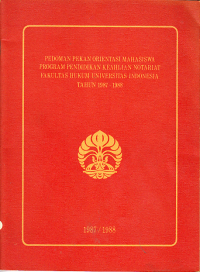 PEDOMAN PEKAN ORIENTASI MAHASISWA
PROGRAM PENDIDIKAN KEAHLIAN NOTARIAT
FAKULTAS HUKUM UNIVERSITAS INDONESIA
TAHUN 1987 - 1988
1987/1988